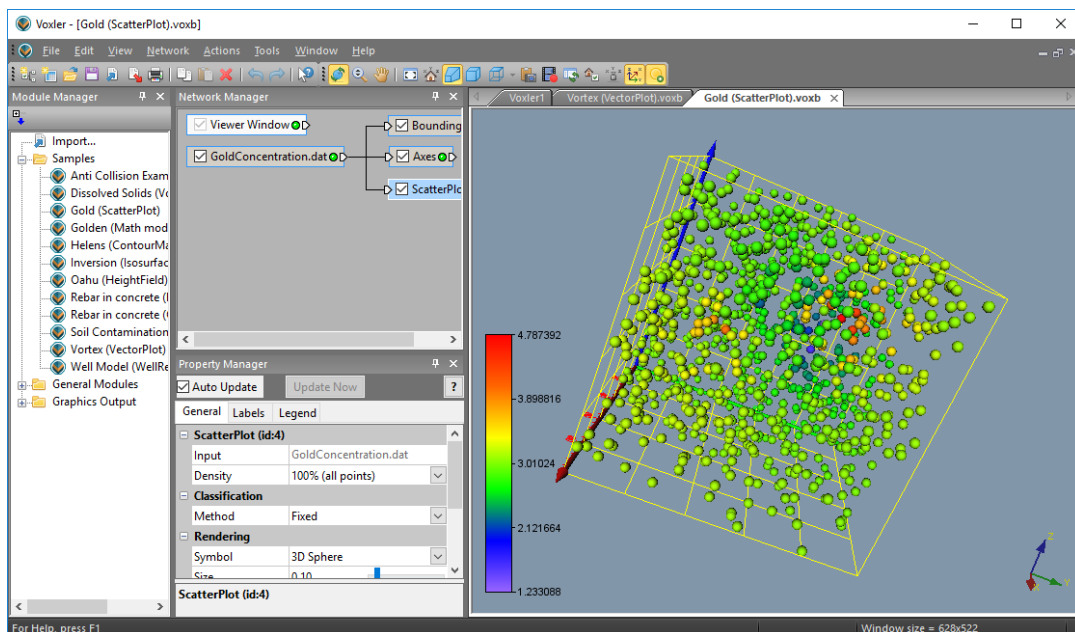 Voxler - [Gold (ScatterPlot).voxb]
File Edit View Network Actions Tools Window Help
Module Manager
Import...
Samples
Anti Collision Exam
Dissolved Solids (Vo
Gold (ScatterPlot)
Golden (Math mod
Helens (ContourMa
Inversion (Isosurfac
Oahu (HeightField)
Rebar in concrete (
Rebar in concrete (
Soil Contamination
Vortex (VectorPlot)
Well Model (WellRe
General Modules
Graphics Output
Network Manager
Viewer Window
GoldConcentration.dat
Bounding
Axes
ScatterPlo
Property Manager
Auto Update Update Now ?
General Labels Legend
ScatterPlot (id:4)
Input GoldConcentration.dat
Density 100% (all points)
Classification
Method Fixed
Rendering
Symbol 3D Sphere
Size 0.10
ScatterPlot (id:4)
Voxler1 Vortex (VectorPlot).voxb Gold (ScatterPlot).voxb
4.787392
3.898816
3.01024
2.121664
1.233088
Z
Y
X
For Help, press F1
Window size = 628x522